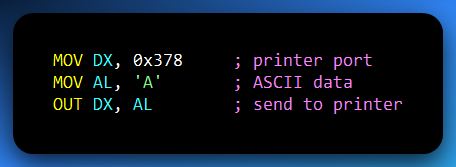 MOV DX, 0x378     ; printer port
MOV AL, 'A'       ; ASCII data
OUT DX, AL        ; send to printer